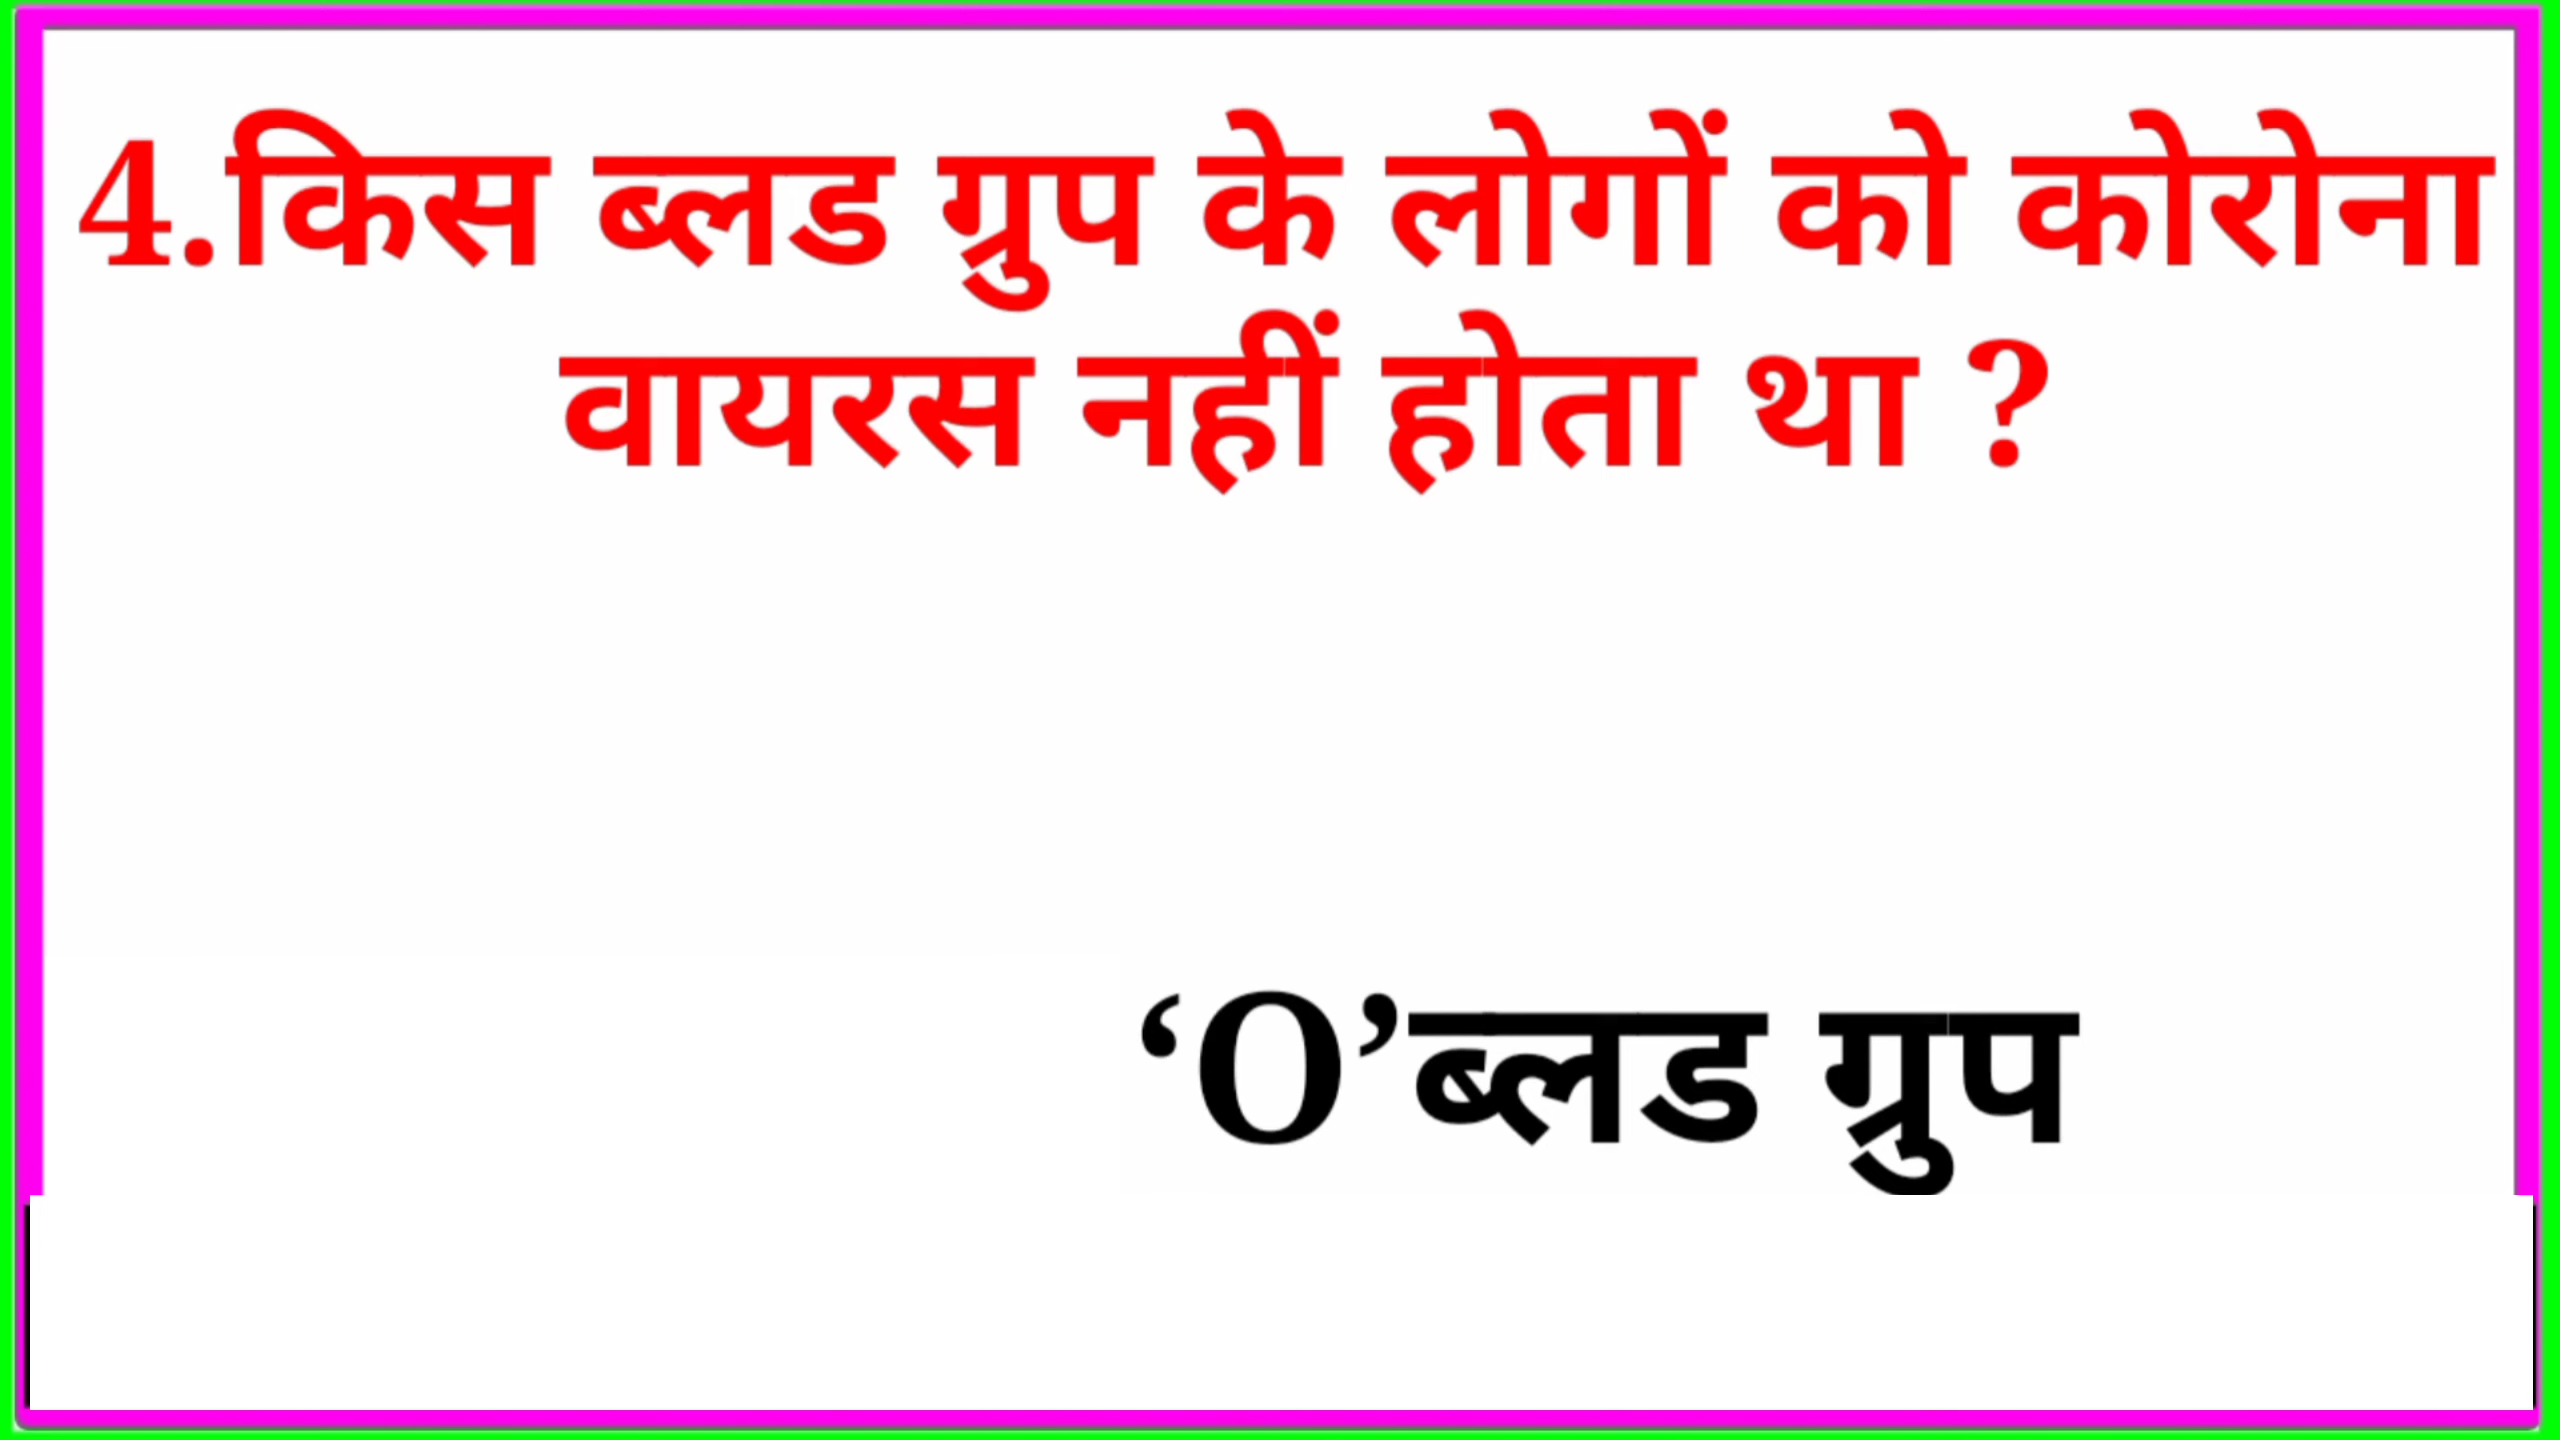 4.किस ब्लड ग्रुप के लोगों को कोरोना
वायरस नहीं होता था ?
‘O’ब्लड ग्रुप